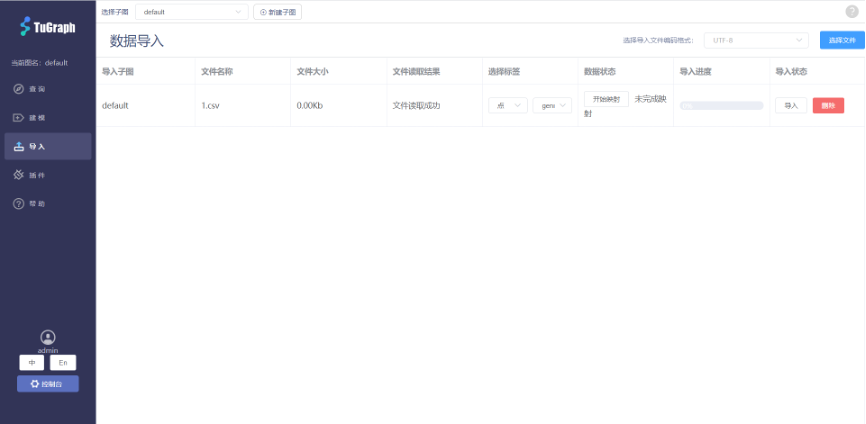 选择子图 default 新建子图
TuGraph
当前图名: default
查询
建模
导入
插件
帮助
admin
中 En
控制台
数据导入 选择导入文件编码格式: UTF-8 选择文件
导入子图 文件名称 文件大小 文件读取结果 选择标签 数据状态 导入进度 导入状态
default 1.csv 0.00Kb 文件读取成功 点 genı 开始映射 未完成映 导入 删除
射